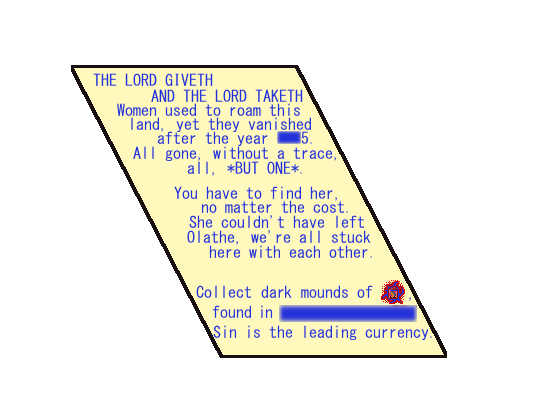 THE LORD GIVETH
AND THE LORD TAKETH
Women used to roam this
land, yet they vanished
after the year 5.
All gone, without a trace,
all, *BUT ONE*.
You have to find her,
no matter the cost.
She couldn't have left
Olathe, we're all stuck
here with each other.
Collect dark mounds of ,
found in
Sin is the leading currency.